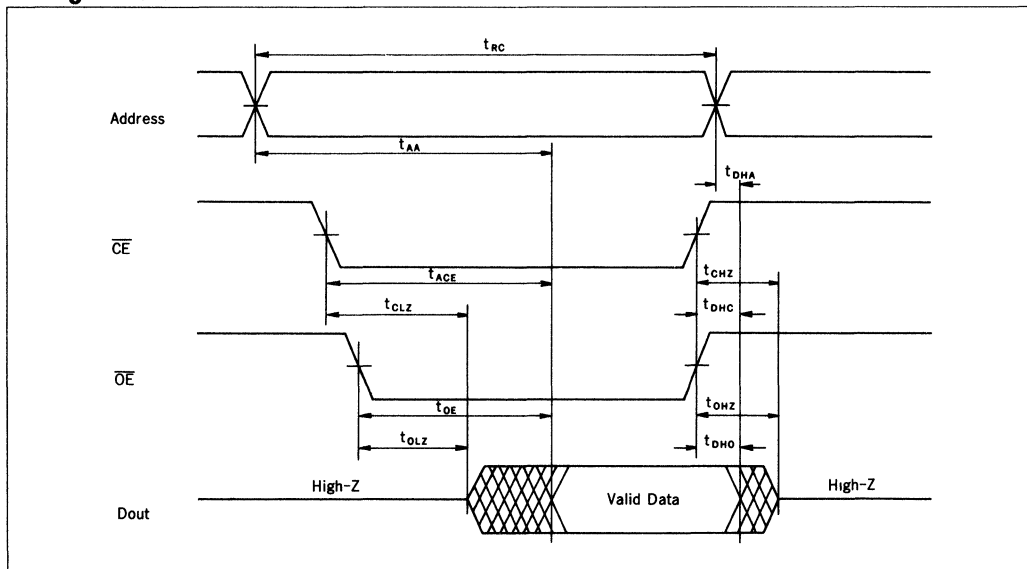 tRC
Address
tAA
tDHA
CE
tACE
tCHZ
tCLZ
tDHC
OE
tOE
tOHZ
tOLZ
tDHO
High-Z
Valid Data
High-Z
Dout